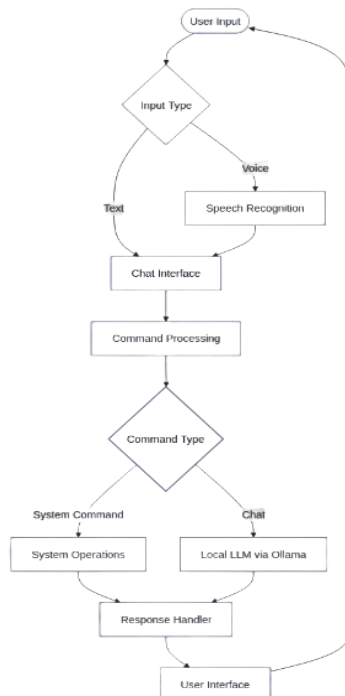 User Input
Input Type
Voice
Text
Speech Recognition
Chat Interface
Command Processing
Command Type
System Command
Chat
System Operations
Local LLM via Ollama
Response Handler
User Interface